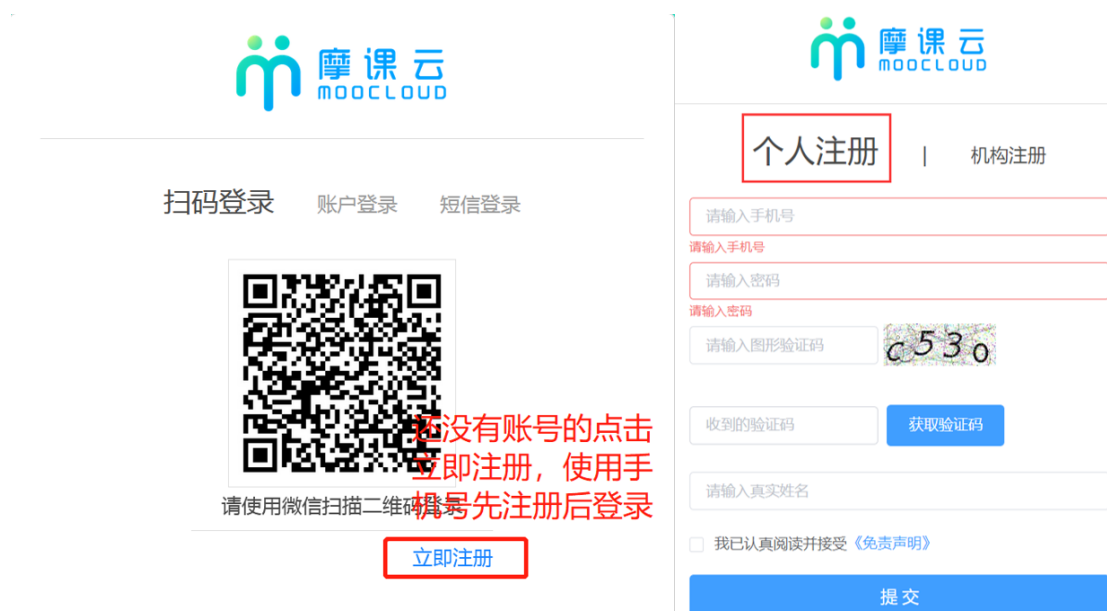 摩课云
MOOCLOUD
扫码登录 账户登录 短信登录
还没有账号的点击
立即注册，使用手
机号先注册后登录
请使用微信扫描二维码登录
立即注册
摩课云
MOOCLOUD
个人注册 | 机构注册
请输入手机号
请输入手机号
请输入密码
请输入密码
请输入图形验证码 c530
收到的验证码 获取验证码
请输入真实姓名
我已认真阅读并接受《免责声明》
提交